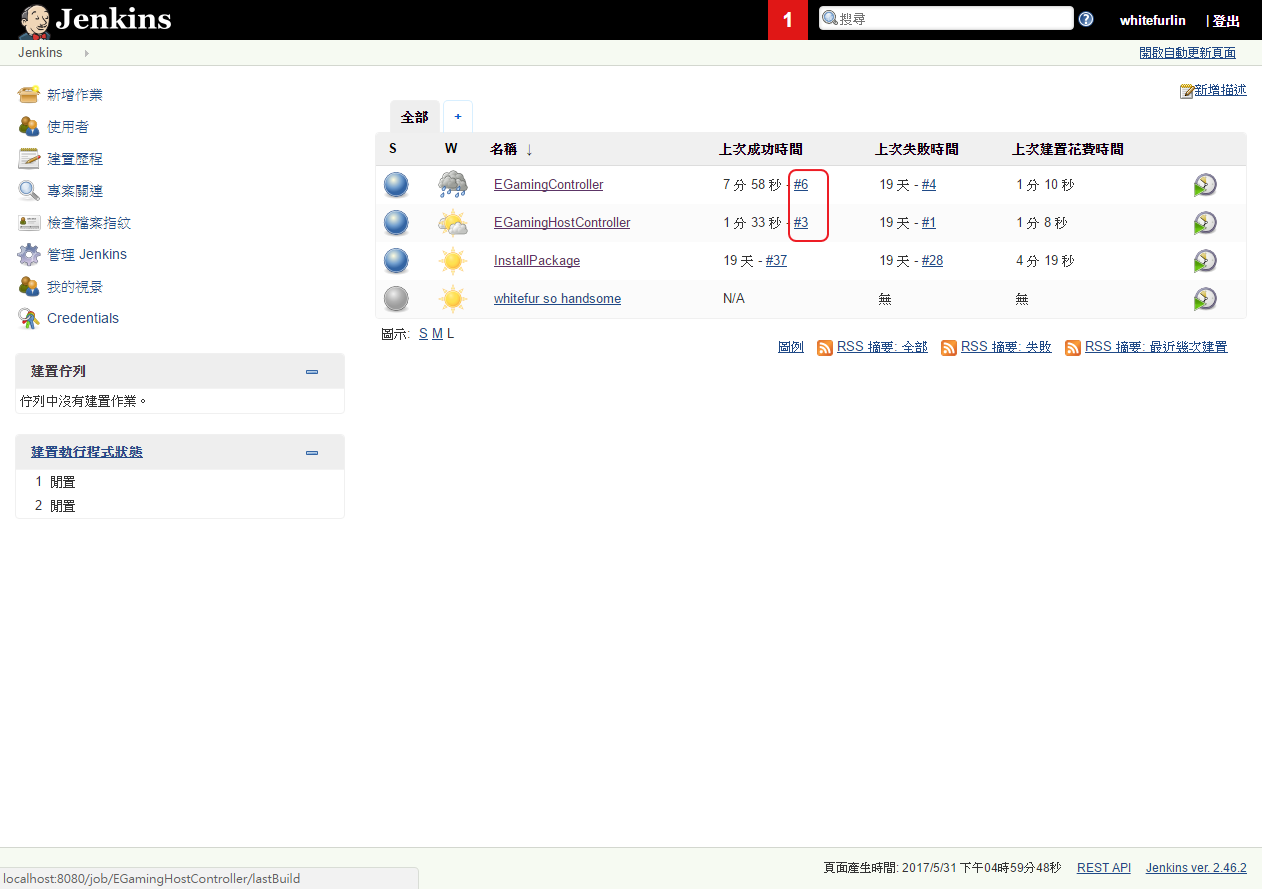 Jenkins
1
搜尋
?
whitefurlin
| 登出
Jenkins
開啟自動更新頁面
新增作業
使用者
建置歷程
專案關連
檢查檔案指紋
管理 Jenkins
我的視景
Credentials
新增描述
全部 +
S W 名稱 ↓ 上次成功時間 上次失敗時間 上次建置花費時間
EGamingController 7 分 58 秒 - #6 19 天 - #4 1 分 10 秒
EGamingHostController 1 分 33 秒 - #3 19 天 - #1 1 分 8 秒
InstallPackage 19 天 - #37 19 天 - #28 4 分 19 秒
whitefur so handsome N/A 無 無
圖示: S M L
圖例 RSS 摘要: 全部 RSS 摘要: 失敗 RSS 摘要: 最近幾次建置
建置佇列
佇列中沒有建置作業。
建置執行程式狀態
1 閒置
2 閒置
頁面產生時間: 2017/5/31 下午04時59分48秒 REST API Jenkins ver. 2.46.2
localhost:8080/job/EGamingHostController/lastBuild